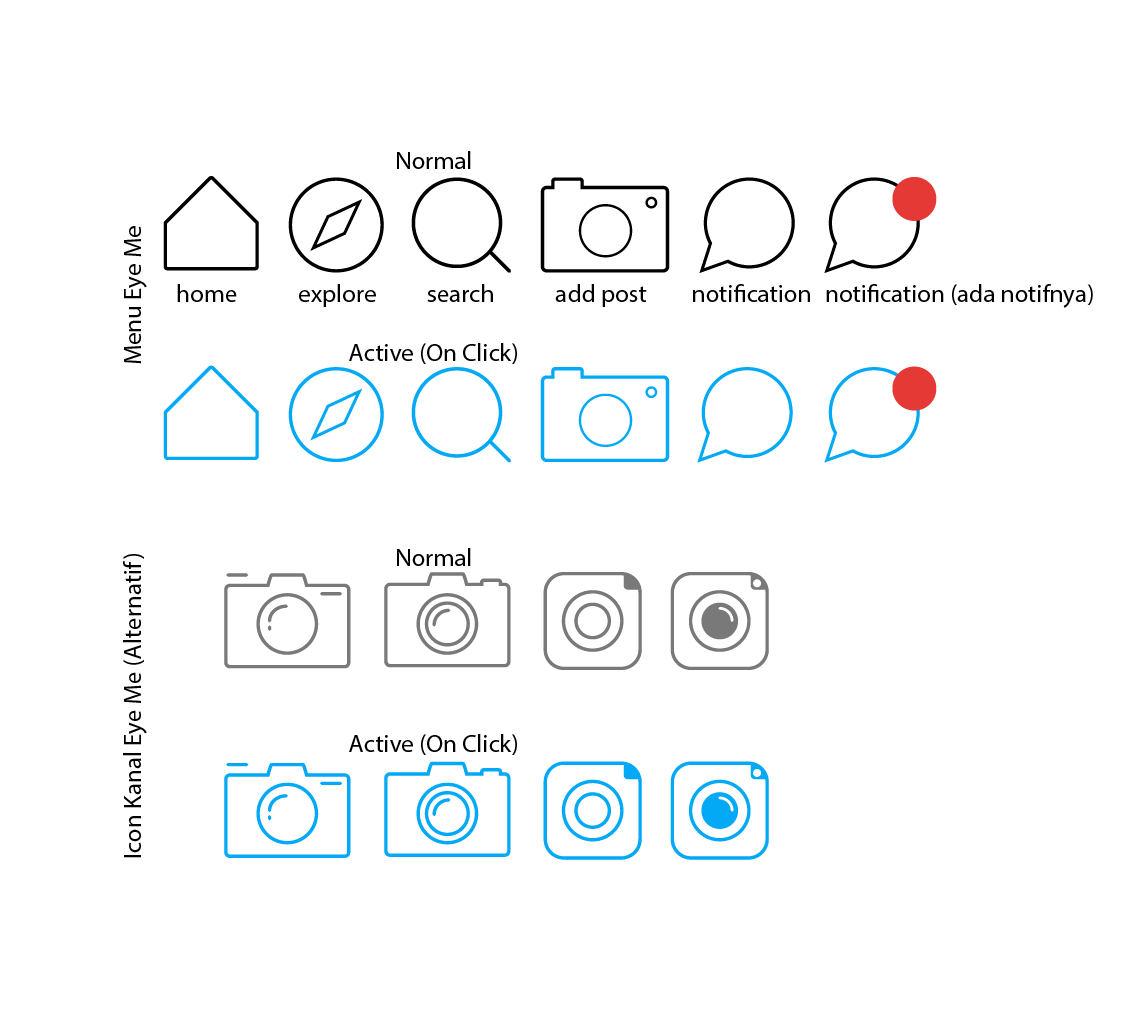 Menu Eye Me
Normal
home
explore
search
add post
notification
notification (ada notifnya)
Active (On Click)
Icon Kanal Eye Me (Alternatif)
Normal
Active (On Click)